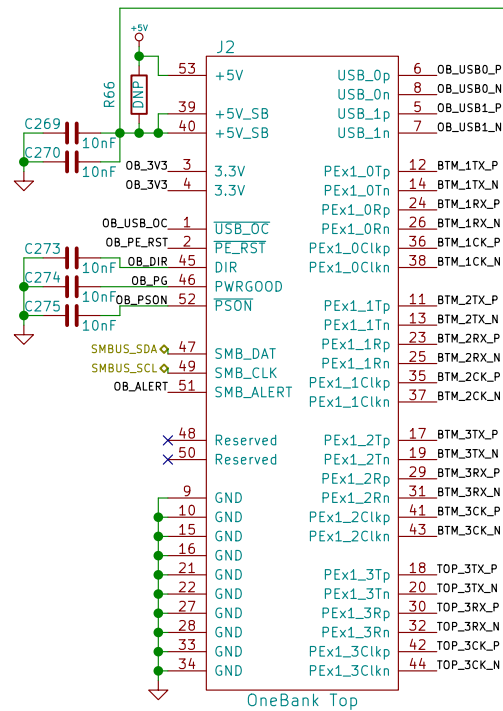 +5V
J2
R66
DNP
53 +5V
39 +5V_SB
40 +5V_SB
C269 10nF
C270 10nF
OB_3V3 3 3.3V
OB_3V3 4 3.3V
OB_USB_OC 1 USB_OC
OB_PE_RST 2 PE_RST
C273 10nF OB_DIR 45 DIR
C274 10nF OB_PG 46 PWRGOOD
C275 10nF OB_PSON 52 PSON
SMBUS_SDA 47 SMB_DAT
SMBUS_SCL 49 SMB_CLK
OB_ALERT 51 SMB_ALERT
48 Reserved
50 Reserved
9 GND
10 GND
15 GND
16 GND
21 GND
22 GND
27 GND
28 GND
33 GND
34 GND
USB_0p 6 OB_USB0_P
USB_0n 8 OB_USB0_N
USB_1p 5 OB_USB1_P
USB_1n 7 OB_USB1_N
PEx1_0Tp 12 BTM_1TX_P
PEx1_0Tn 14 BTM_1TX_N
PEx1_0Rp 24 BTM_1RX_P
PEx1_0Rn 26 BTM_1RX_N
PEx1_0Clkp 36 BTM_1CK_P
PEx1_0Clkn 38 BTM_1CK_N
PEx1_1Tp 11 BTM_2TX_P
PEx1_1Tn 13 BTM_2TX_N
PEx1_1Rp 23 BTM_2RX_P
PEx1_1Rn 25 BTM_2RX_N
PEx1_1Clkp 35 BTM_2CK_P
PEx1_1Clkn 37 BTM_2CK_N
PEx1_2Tp 17 BTM_3TX_P
PEx1_2Tn 19 BTM_3TX_N
PEx1_2Rp 29 BTM_3RX_P
PEx1_2Rn 31 BTM_3RX_N
PEx1_2Clkp 41 BTM_3CK_P
PEx1_2Clkn 43 BTM_3CK_N
PEx1_3Tp 18 TOP_3TX_P
PEx1_3Tn 20 TOP_3TX_N
PEx1_3Rp 30 TOP_3RX_P
PEx1_3Rn 32 TOP_3RX_N
PEx1_3Clkp 42 TOP_3CK_P
PEx1_3Clkn 44 TOP_3CK_N
OneBank Top